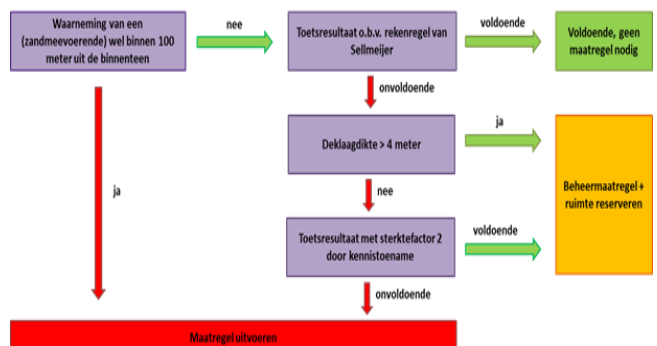 Waarneming van een
(zandmeevoerende) wel binnen 100
meter uit de binnenteen
nee
Toetsresultaat o.b.v. rekenregel van
Sellmeijer
voldoende
Voldoende, geen
maatregel nodig
onvoldoende
Deklaagdikte > 4 meter
ja
Beheermaatregel +
ruimte reserveren
ja
nee
Toetsresultaat met sterktefactor 2
door kennistoename
voldoende
onvoldoende
Maatregel uitvoeren